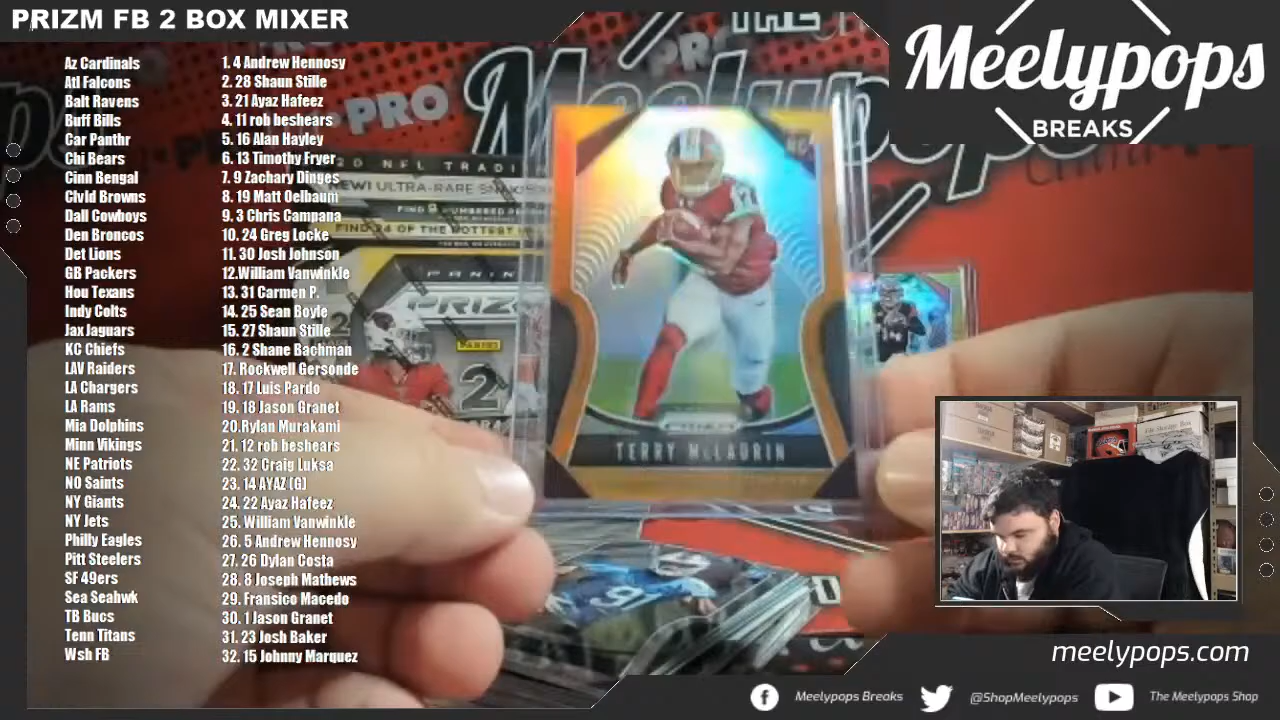 PRIZM FB 2 BOX MIXER
Az Cardinals 1. 4 Andrew Hennosy
Atl Falcons 2. 28 Shaun Stille
Balt Ravens 3. 21 Ayaz Hafeez
Buff Bills 4. 11 rob beshears
Car Panthr 5. 16 Alan Hayley
Chi Bears 6. 13 Timothy Fryer
Cinn Bengal 7. 9 Zachary Dinges
Clvld Browns 8. 19 Matt Oelbaum
Dall Cowboys 9. 3 Chris Campana
Den Broncos 10. 24 Greg Locke
Det Lions 11. 30 Josh Johnson
GB Packers 12.William Vanwinkle
Hou Texans 13. 31 Carmen P.
Indy Colts 14. 25 Sean Boyle
Jax Jaguars 15. 27 Shaun Stille
KC Chiefs 16. 2 Shane Bachman
LAV Raiders 17. Rockwell Gersonde
LA Chargers 18. 17 Luis Pardo
LA Rams 19. 18 Jason Granet
Mia Dolphins 20.Rylan Murakami
Minn Vikings 21. 12 rob beshears
NE Patriots 22. 32 Craig Luksa
NO Saints 23. 14 AYAZ (G)
NY Giants 24. 22 Ayaz Hafeez
NY Jets 25. William Vanwinkle
Philly Eagles 26. 5 Andrew Hennosy
Pitt Steelers 27. 26 Dylan Costa
SF 49ers 28. 8 Joseph Mathews
Sea Seahwk 29. Fransico Macedo
TB Bucs 30. 1 Jason Granet
Tenn Titans 31. 23 Josh Baker
Wsh FB 32. 15 Johnny Marquez
PRO
FIND 24 OF THE HOTTEST
PANIN
PRIZM
RC
PRIZM
TERRY McLAURIN
Meelypops
BREAKS
meelypops.com
Meelypops Breaks
@ShopMeelypops
The Meelypops Shop